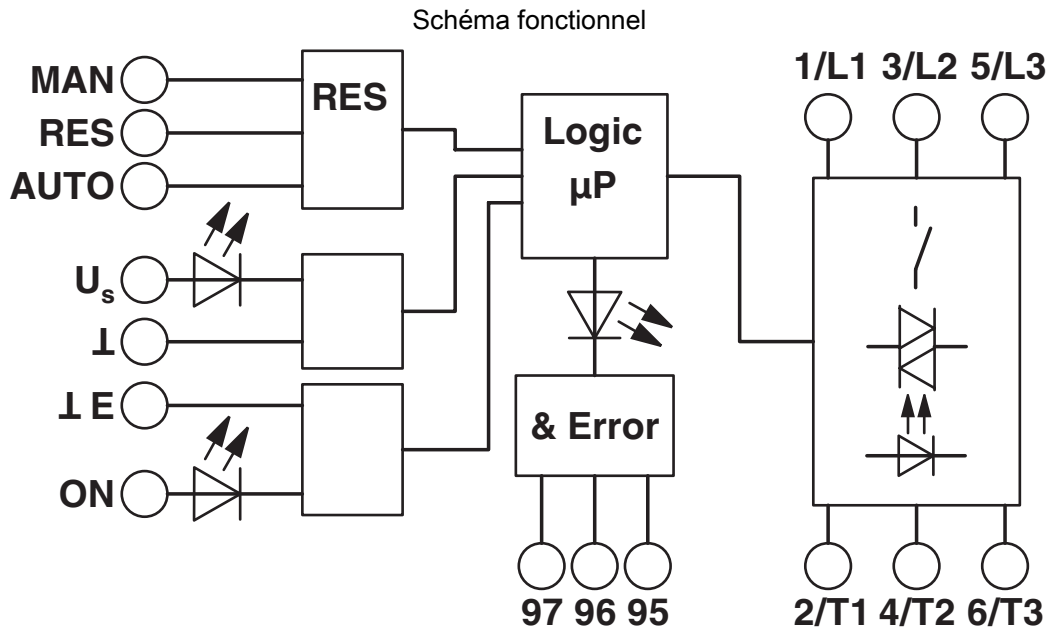 Schéma fonctionnel
1/L1 3/L2 5/L3
MAN
RES
AUTO
RES
Logic
µP
Us
⊥
⊥ E
ON
& Error
97 96 95
2/T1 4/T2 6/T3